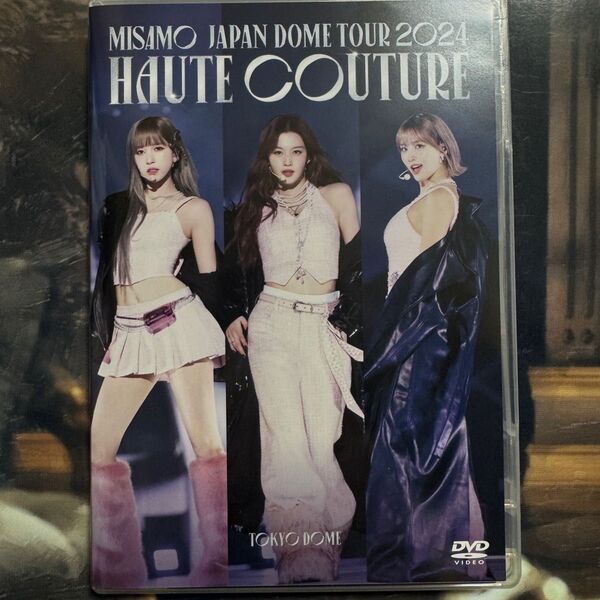 MISAMO JAPAN DOME TOUR 2024
HAUTE COUTURE
TOKYO DOME
DVD
VIDEO